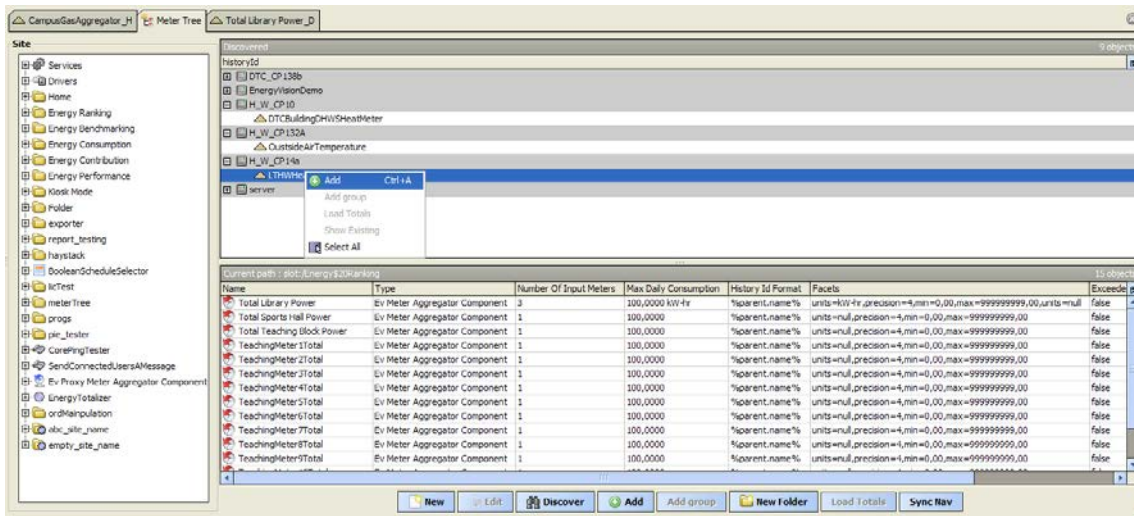 CampusGasAggregator_H Meter Tree Total Library Power_D
Site
Services
Drivers
Home
Energy Ranking
Energy Benchmarking
Energy Consumption
Energy Contribution
Energy Performance
Kiosk Mode
Folder
exporter
report_testing
haystack
BooleanScheduleSelector
licTest
meterTree
progs
pie_tester
CorePingTester
SendConnectedUsersAMessage
Ev Proxy Meter Aggregator Component
EnergyTotalizer
ordMainpulation
abc_site_name
empty_site_name
Discovered 9 objects
historyId
DTC_CP138b
EnergyVisionDemo
H_W_CP10
DTCBuildingDHWSHeatMeter
H_W_CP132A
OustsideAirTemperature
H_W_CP14a
server
Add Ctrl+A
Add group
Load Totals
Show Existing
Select All
Current path : slot:/Energy$20Ranking 15 objects
Name Type Number Of Input Meters Max Daily Consumption History Id Format Facets Exceede
Total Library Power Ev Meter Aggregator Component 3 100,0000 kW-hr %parent.name% units=kW-hr,precision=4,min=0,00,max=999999999,00,units=null false
Total Sports Hall Power Ev Meter Aggregator Component 1 100,0000 %parent.name% units=null,precision=4,min=0,00,max=999999999,00 false
Total Teaching Block Power Ev Meter Aggregator Component 1 100,0000 %parent.name% units=null,precision=4,min=0,00,max=999999999,00 false
TeachingMeter1Total Ev Meter Aggregator Component 1 100,0000 %parent.name% units=null,precision=4,min=0,00,max=999999999,00 false
TeachingMeter2Total Ev Meter Aggregator Component 1 100,0000 %parent.name% units=null,precision=4,min=0,00,max=999999999,00 false
TeachingMeter3Total Ev Meter Aggregator Component 1 100,0000 %parent.name% units=null,precision=4,min=0,00,max=999999999,00 false
TeachingMeter4Total Ev Meter Aggregator Component 1 100,0000 %parent.name% units=null,precision=4,min=0,00,max=999999999,00 false
TeachingMeter5Total Ev Meter Aggregator Component 1 100,0000 %parent.name% units=null,precision=4,min=0,00,max=999999999,00 false
TeachingMeter6Total Ev Meter Aggregator Component 1 100,0000 %parent.name% units=null,precision=4,min=0,00,max=999999999,00 false
TeachingMeter7Total Ev Meter Aggregator Component 1 100,0000 %parent.name% units=null,precision=4,min=0,00,max=999999999,00 false
TeachingMeter8Total Ev Meter Aggregator Component 1 100,0000 %parent.name% units=null,precision=4,min=0,00,max=999999999,00 false
TeachingMeter9Total Ev Meter Aggregator Component 1 100,0000 %parent.name% units=null,precision=4,min=0,00,max=999999999,00 false
New Edit Discover Add Add group New Folder Load Totals Sync Nav